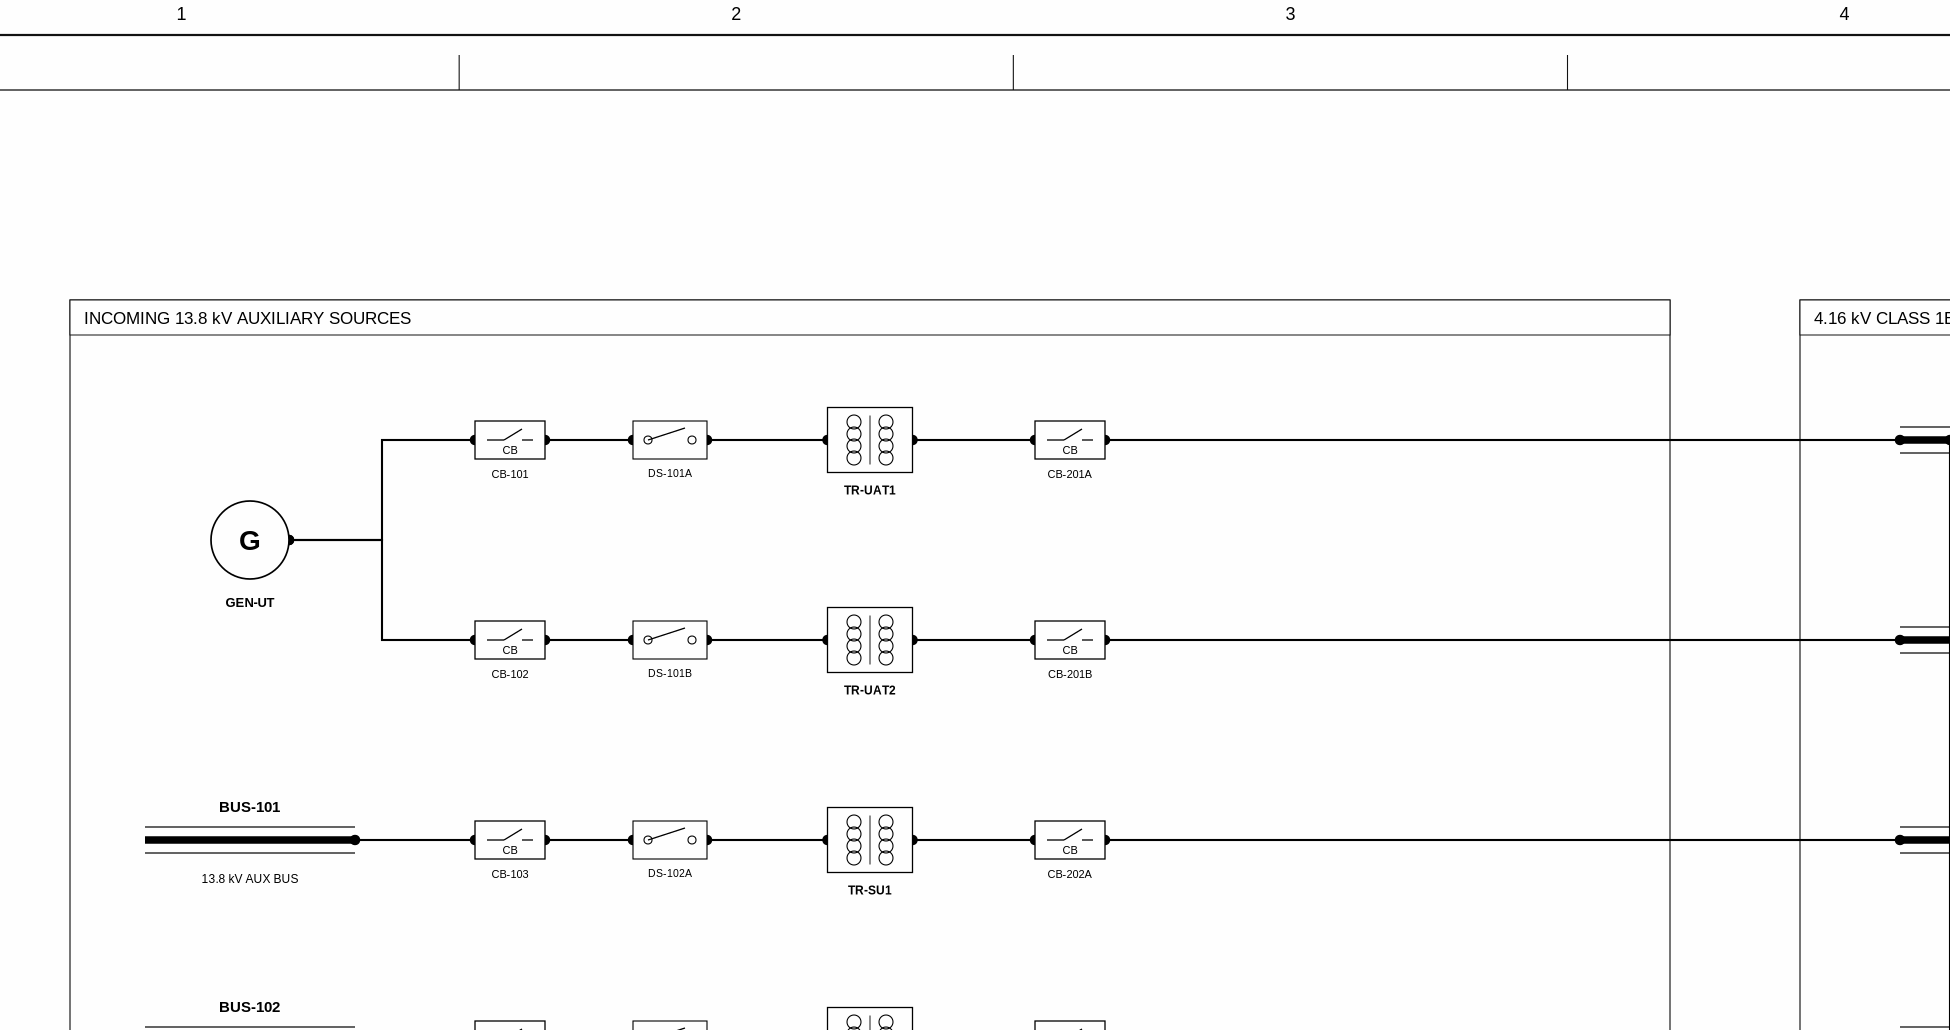 1 2 3 4
INCOMING 13.8 kV AUXILIARY SOURCES
4.16 kV CLASS
CB CB
CB-101 DS-101A CB-201A
TR-UAT1
G
GEN-UT
CB CB
CB-102 DS-101B CB-201B
TR-UAT2
BUS-101
CB CB
CB-103 DS-102A CB-202A
13.8 kV AUX BUS
TR-SU1
BUS-102